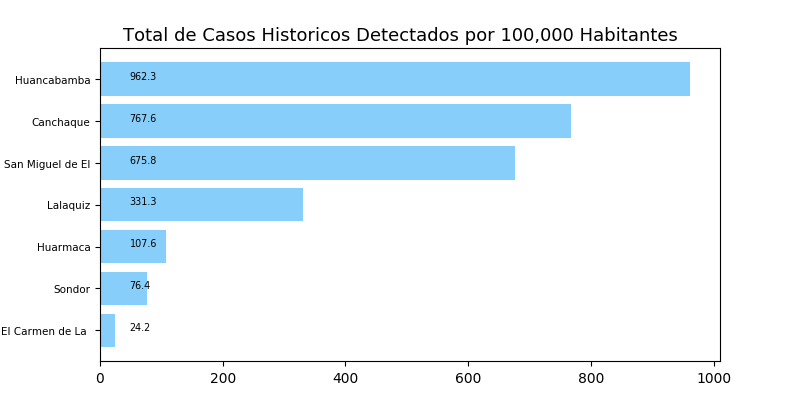 Total de Casos Historicos Detectados por 100,000 Habitantes
Huancabamba 962.3
Canchaque 767.6
San Miguel de El 675.8
Lalaquiz 331.3
Huarmaca 107.6
Sondor 76.4
El Carmen de La 24.2
0 200 400 600 800 1000